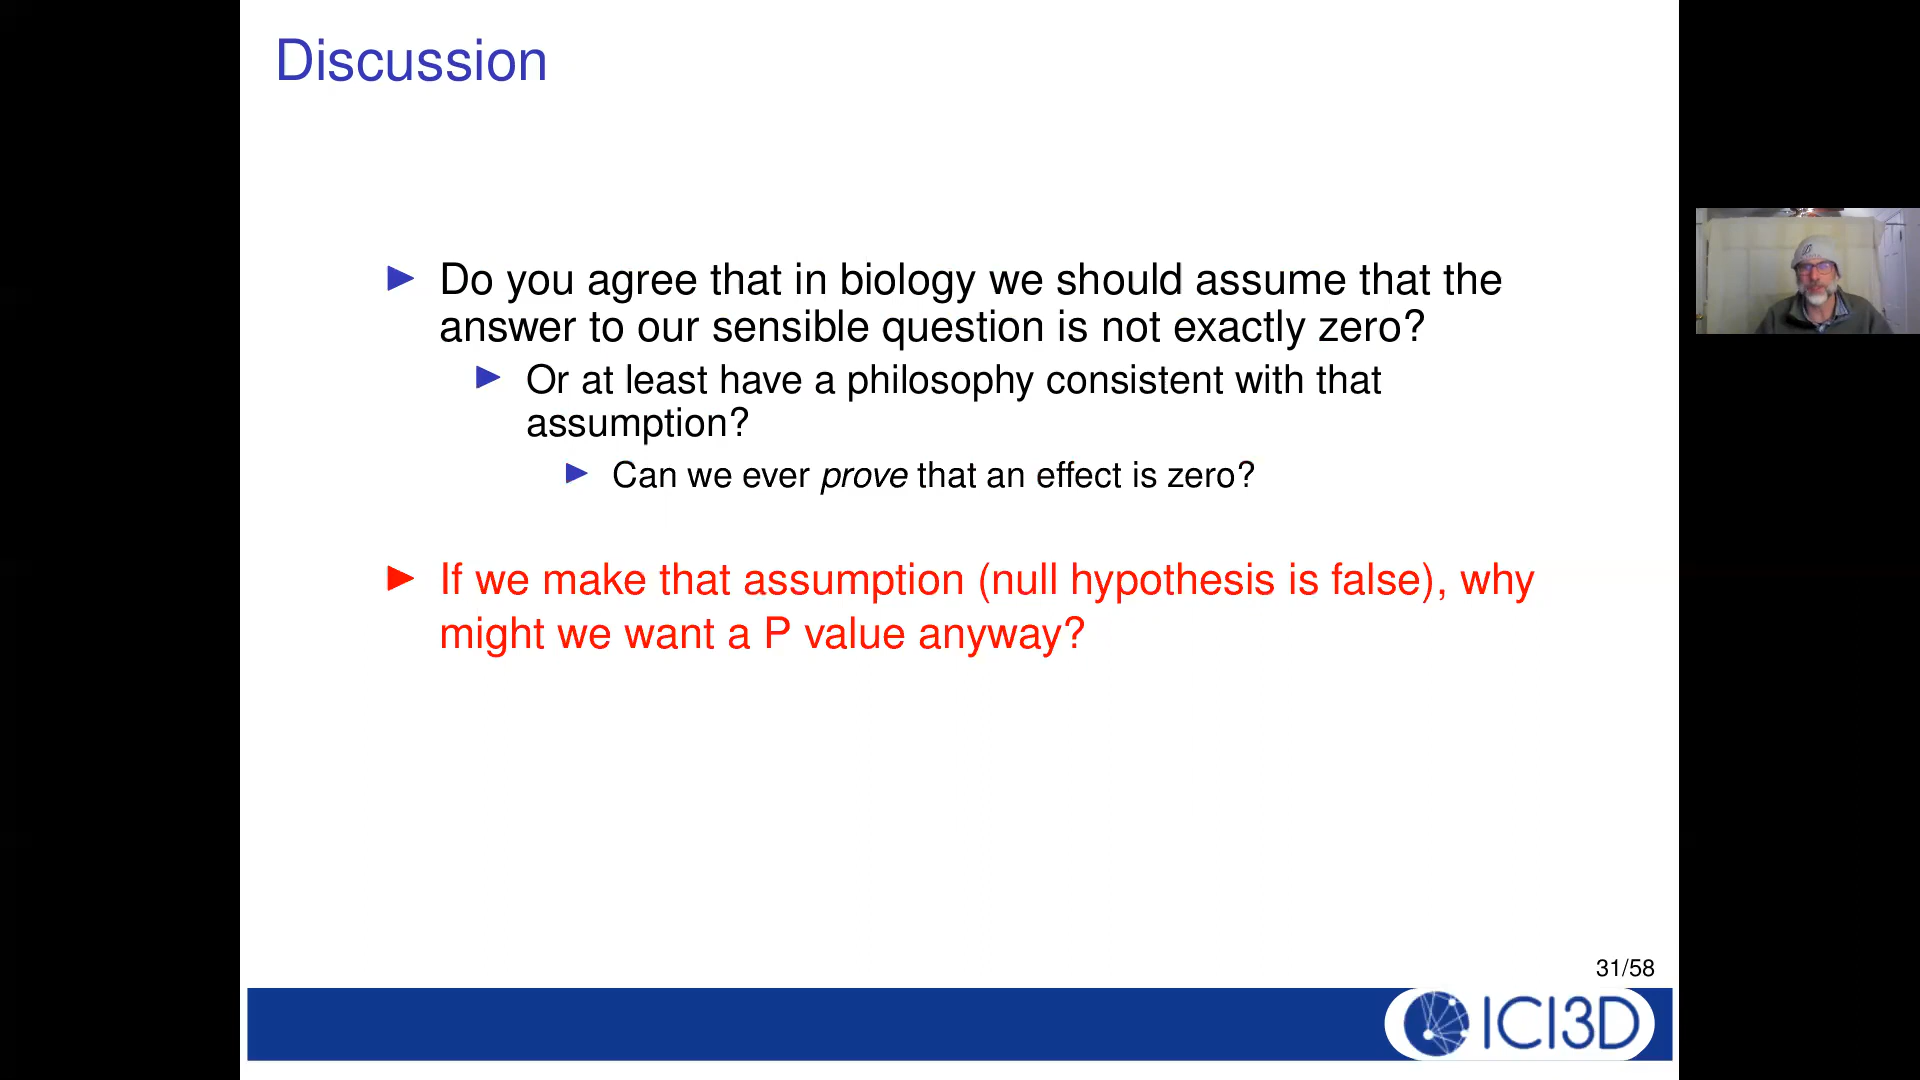 Discussion
Do you agree that in biology we should assume that the
answer to our sensible question is not exactly zero?
Or at least have a philosophy consistent with that
assumption?
Can we ever prove that an effect is zero?
If we make that assumption (null hypothesis is false), why
might we want a P value anyway?
31/58
ICI3D